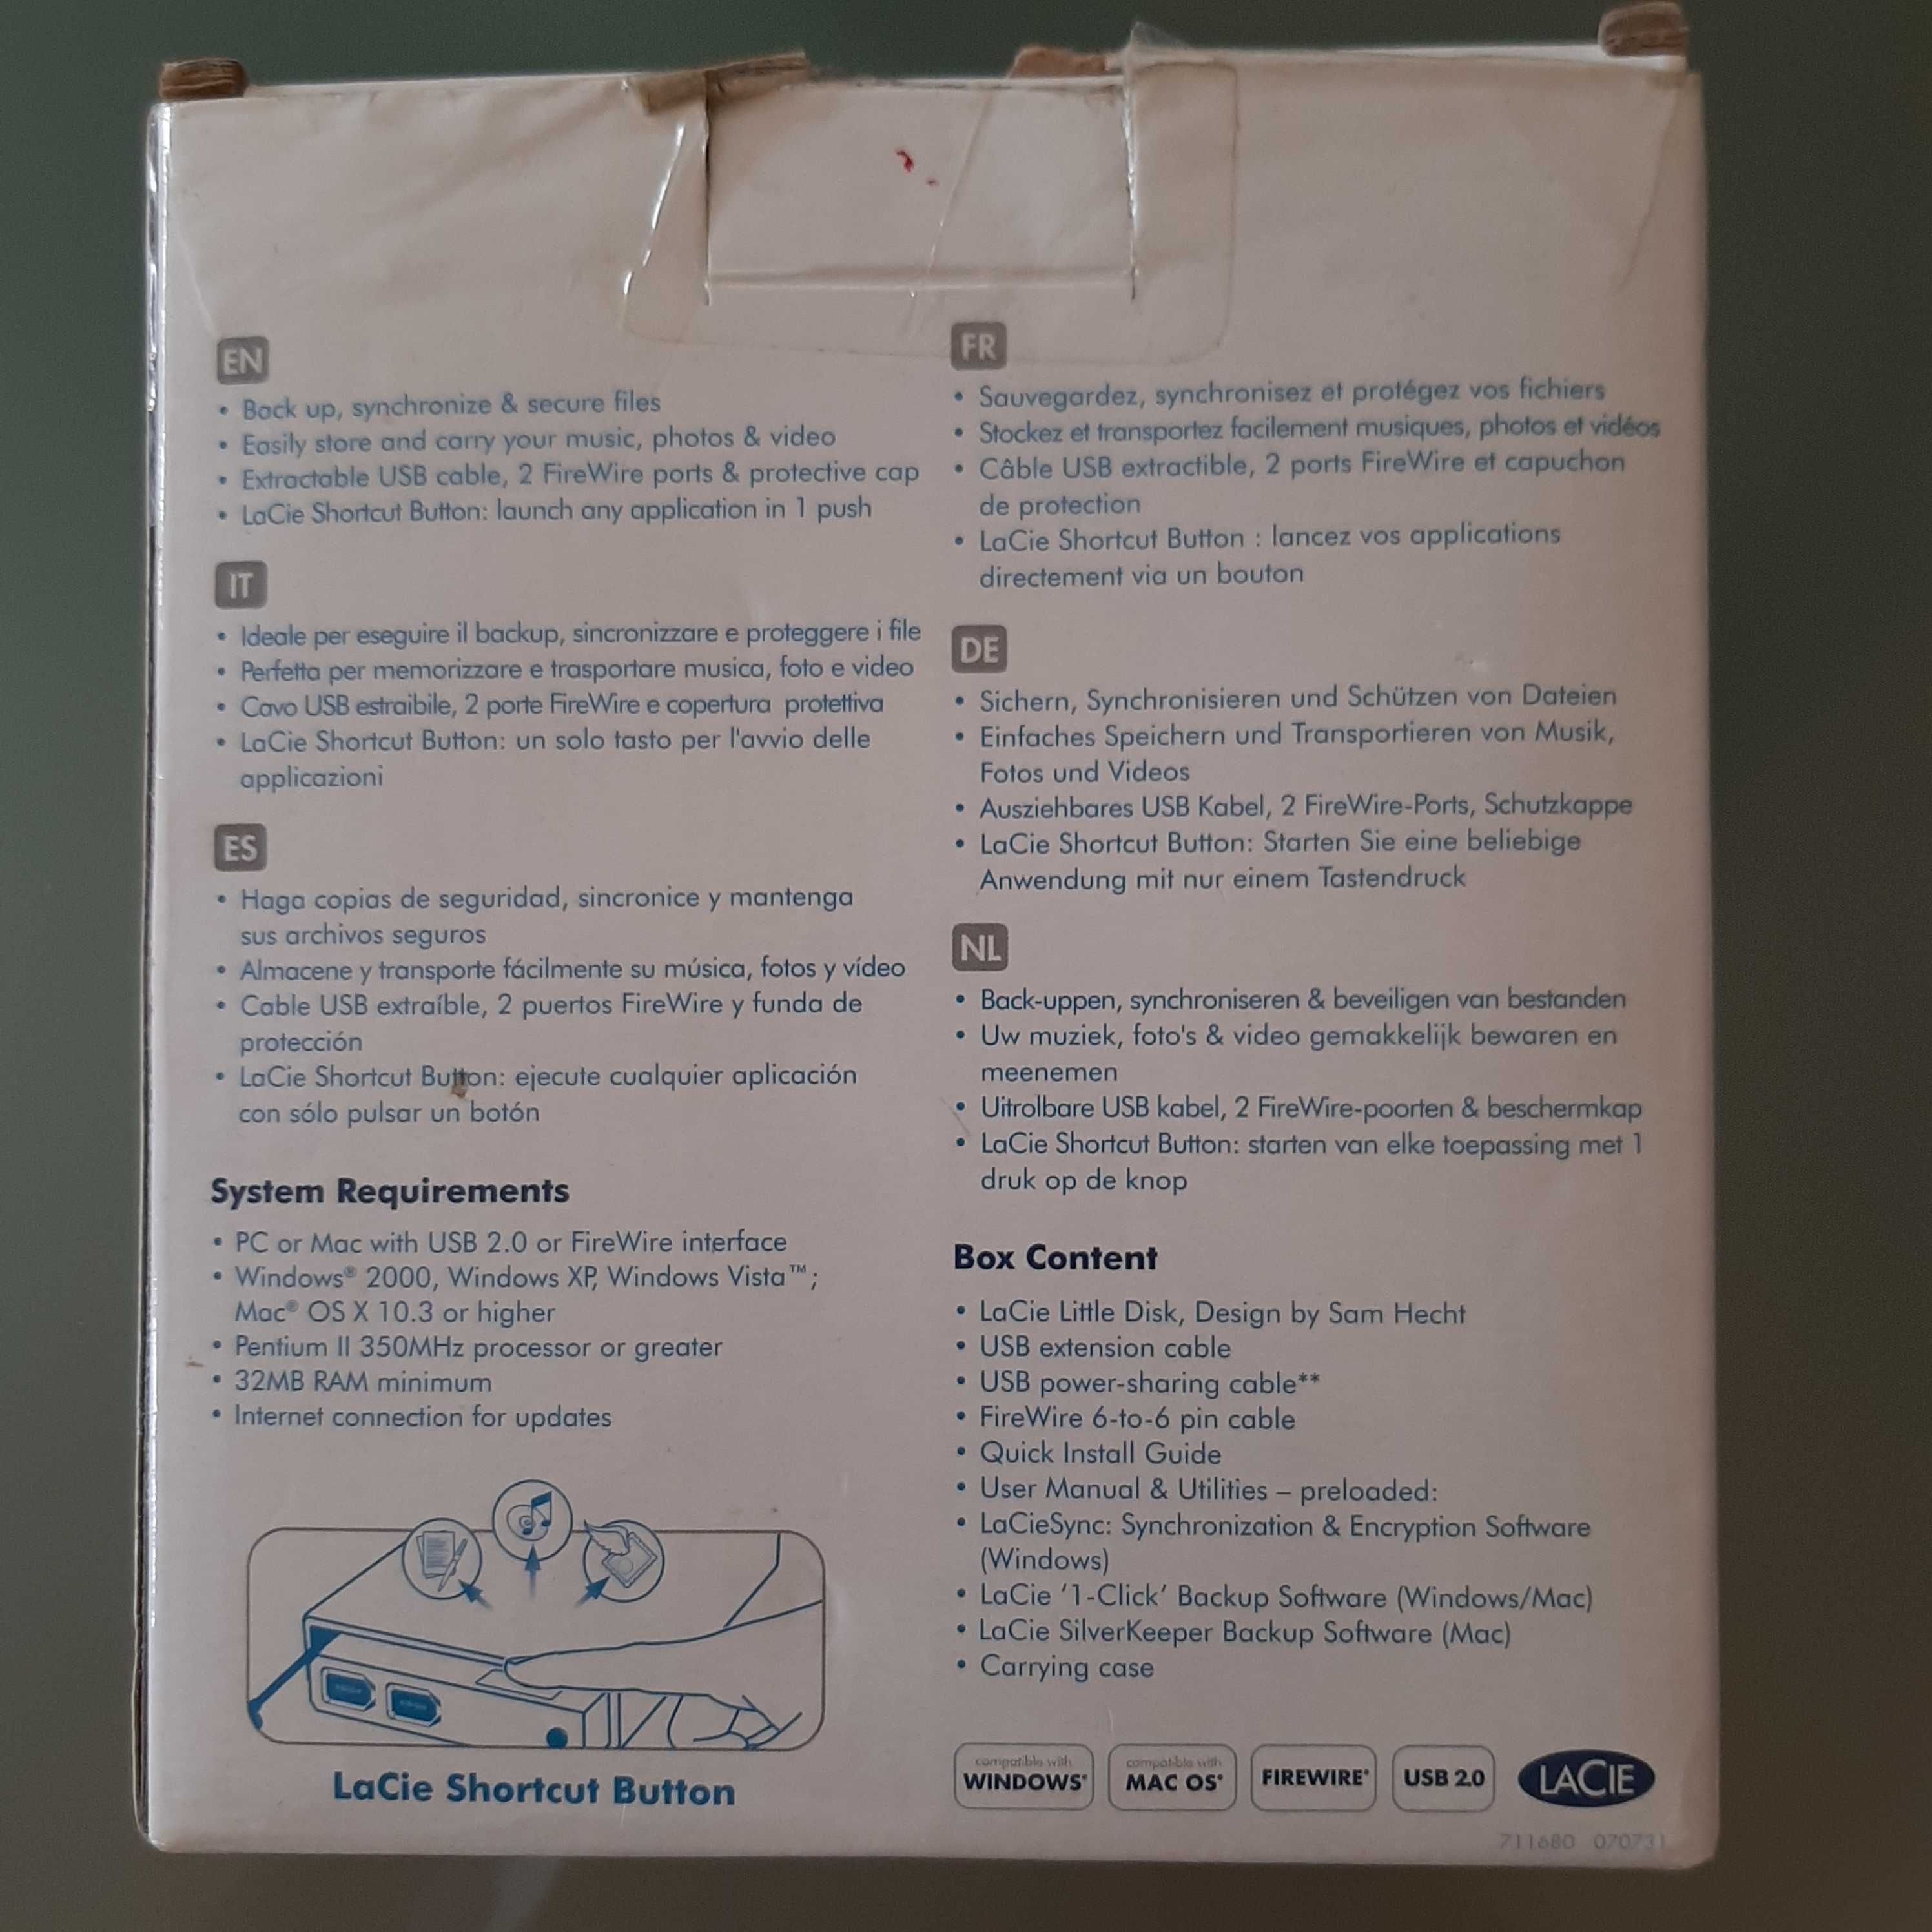 EN
• Back up, synchronize & secure files
• Easily store and carry your music, photos & video
• Extractable USB cable, 2 FireWire ports & protective cap
• LaCie Shortcut Button: launch any application in 1 push
IT
• Ideale per eseguire il backup, sincronizzare e proteggere i file
• Perfetta per memorizzare e trasportare musica, foto e video
• Cavo USB estraibile, 2 porte FireWire e copertura protettiva
• LaCie Shortcut Button: un solo tasto per l'avvio delle
applicazioni
ES
• Haga copias de seguridad, sincronice y mantenga
sus archivos seguros
• Almacene y transporte fácilmente su música, fotos y vídeo
• Cable USB extraíble, 2 puertos FireWire y funda de
protección
• LaCie Shortcut Button: ejecute cualquier aplicación
con sólo pulsar un botón
System Requirements
• PC or Mac with USB 2.0 or FireWire interface
• Windows® 2000, Windows XP, Windows Vista™;
Mac® OS X 10.3 or higher
• Pentium II 350MHz processor or greater
• 32MB RAM minimum
• Internet connection for updates
LaCie Shortcut Button
FR
• Sauvegardez, synchronisez et protégez vos fichiers
• Stockez et transportez facilement musiques, photos et vidéos
• Câble USB extractible, 2 ports FireWire et capuchon
de protection
• LaCie Shortcut Button : lancez vos applications
directement via un bouton
DE
• Sichern, Synchronisieren und Schützen von Dateien
• Einfaches Speichern und Transportieren von Musik,
Fotos und Videos
• Ausziehbares USB Kabel, 2 FireWire-Ports, Schutzkappe
• LaCie Shortcut Button: Starten Sie eine beliebige
Anwendung mit nur einem Tastendruck
NL
• Back-uppen, synchroniseren & beveiligen van bestanden
• Uw muziek, foto's & video gemakkelijk bewaren en
meenemen
• Uitrolbare USB kabel, 2 FireWire-poorten & beschermkap
• LaCie Shortcut Button: starten van elke toepassing met 1
druk op de knop
Box Content
• LaCie Little Disk, Design by Sam Hecht
• USB extension cable
• USB power-sharing cable**
• FireWire 6-to-6 pin cable
• Quick Install Guide
• User Manual & Utilities – preloaded:
• LaCieSync: Synchronization & Encryption Software
(Windows)
• LaCie '1-Click' Backup Software (Windows/Mac)
• LaCie SilverKeeper Backup Software (Mac)
• Carrying case
compatible with
WINDOWS®
compatible with
MAC OS®
FIREWIRE®
USB 2.0
LACIE
711680 070731